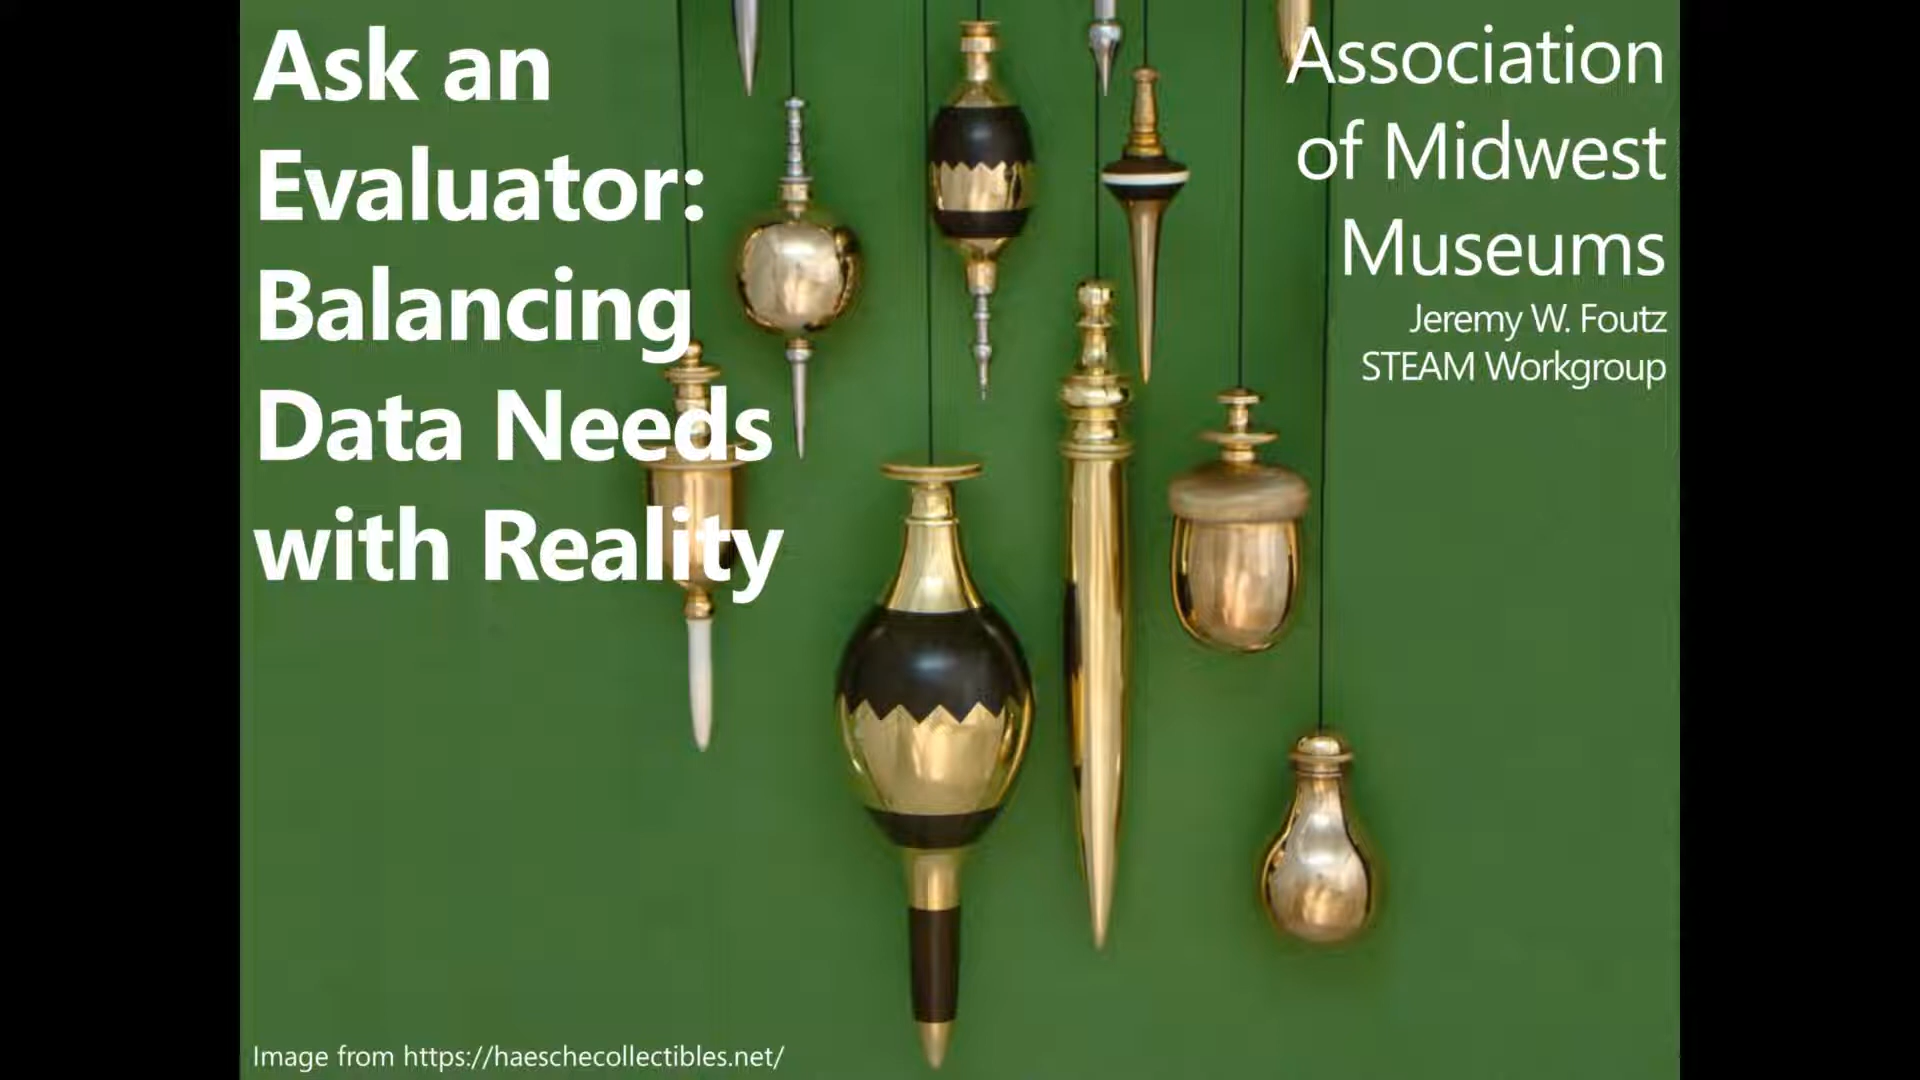 Ask an
Evaluator:
Balancing
Data Needs
with Reality
Association
of Midwest
Museums
Jeremy W. Foutz
STEAM Workgroup
Image from https://haeschecollectibles.net/